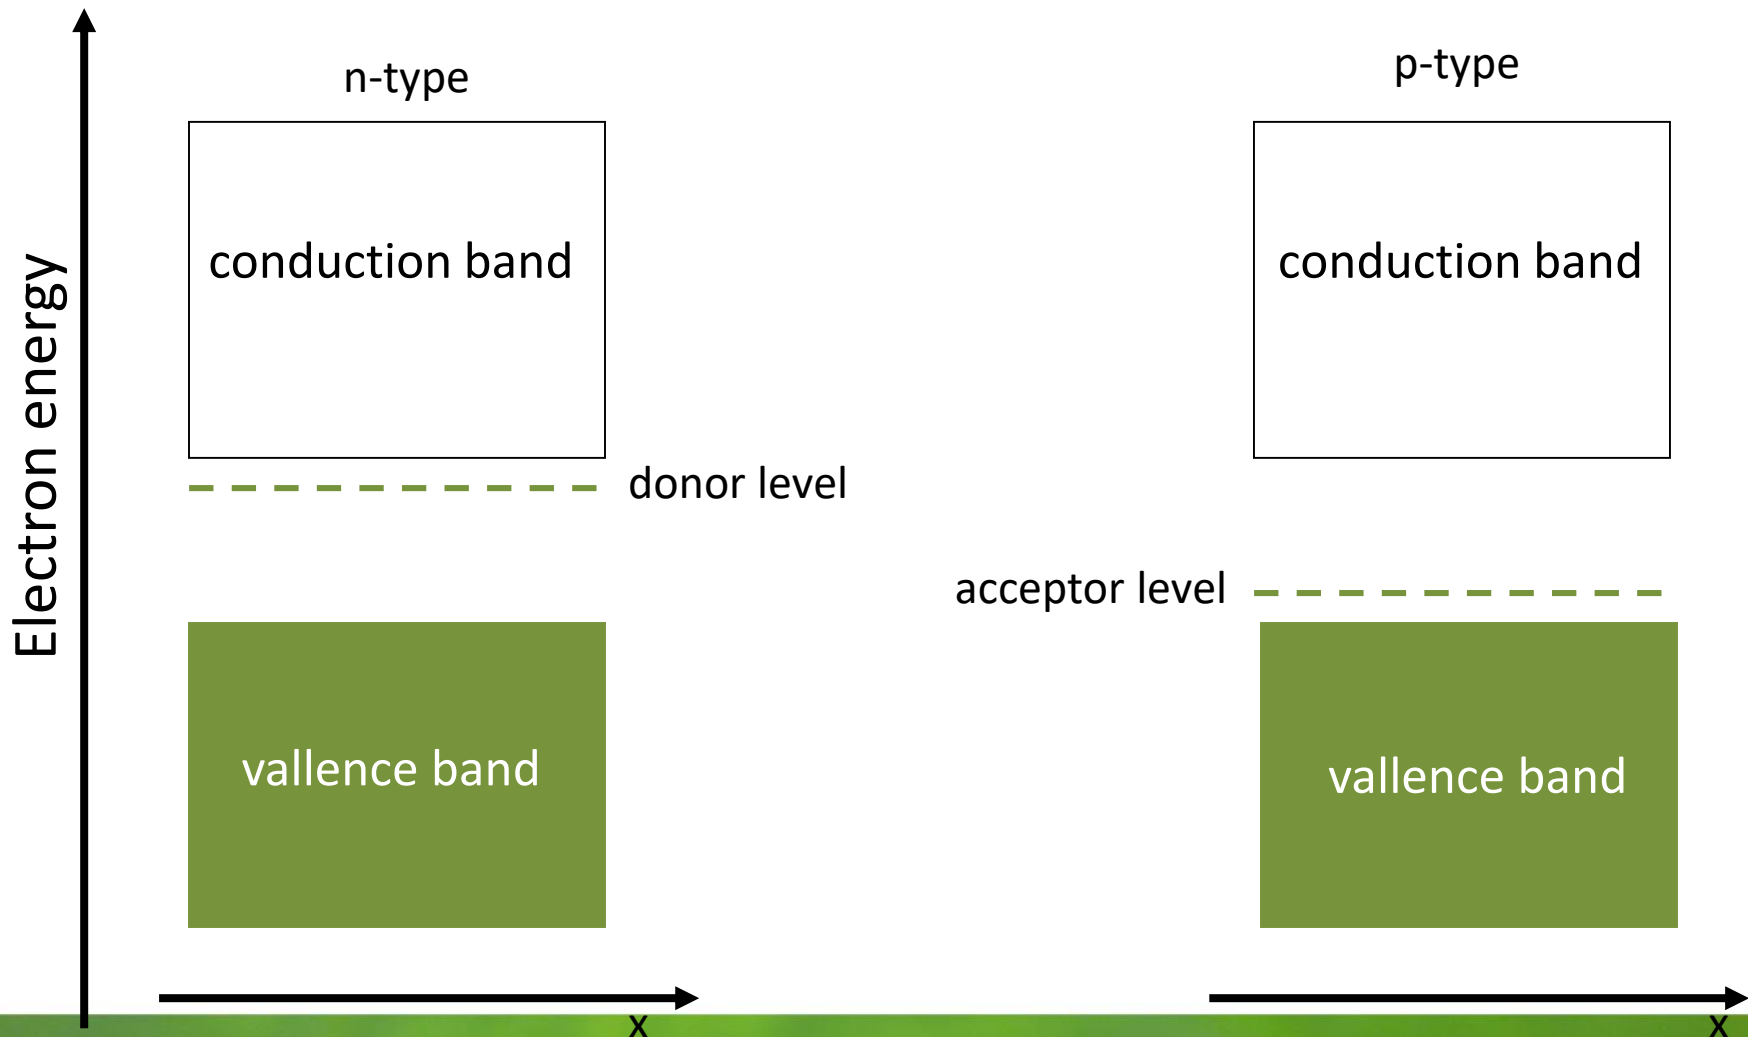 Electron energy
n-type
conduction band
donor level
vallence band
x
p-type
conduction band
acceptor level
vallence band
x